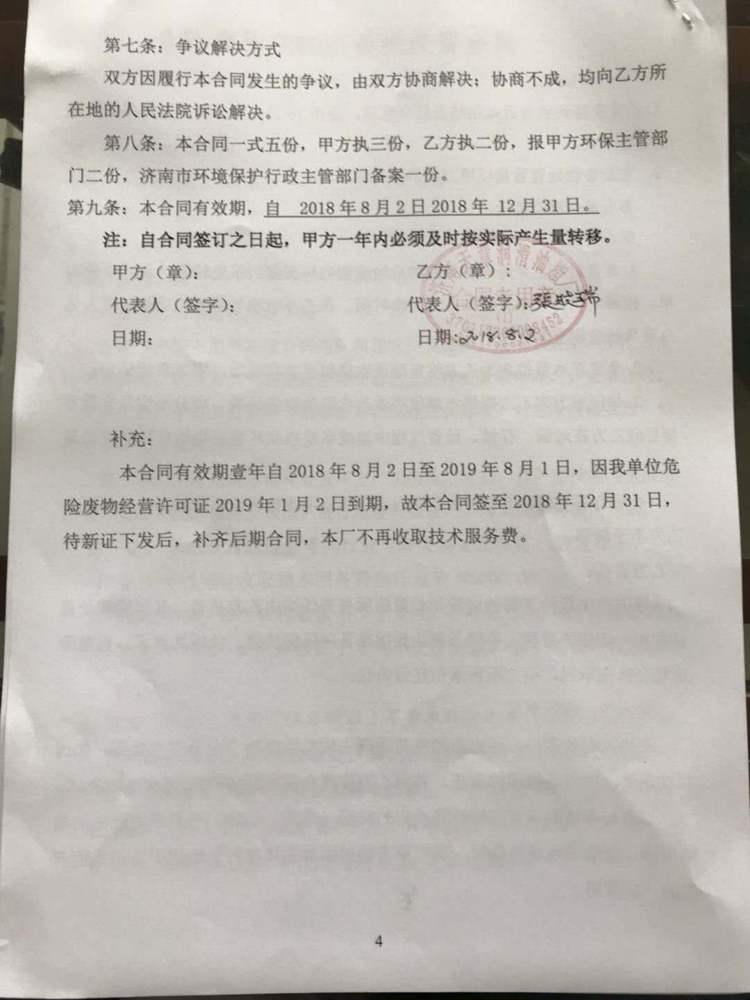 第七条：争议解决方式
双方因履行本合同发生的争议，由双方协商解决；协商不成，均向乙方所
在地的人民法院诉讼解决。
第八条：本合同一式五份，甲方执三份，乙方执二份，报甲方环保主管部
门二份，济南市环境保护行政主管部门备案一份。
第九条：本合同有效期，自 2018 年 8 月 2 日 2018 年 12 月 31 日。
注：自合同签订之日起，甲方一年内必须及时按实际产生量转移。
甲方（章）： 乙方（章）：
润滑油脂厂
合同专用章
(1)
代表人（签字）： 代表人（签字）：
日期： 日期：2018.8.2
补充：
本合同有效期壹年自 2018 年 8 月 2 日至 2019 年 8 月 1 日，因我单位危
险废物经营许可证 2019 年 1 月 2 日到期，故本合同签至 2018 年 12 月 31 日，
待新证下发后，补齐后期合同，本厂不再收取技术服务费。
4